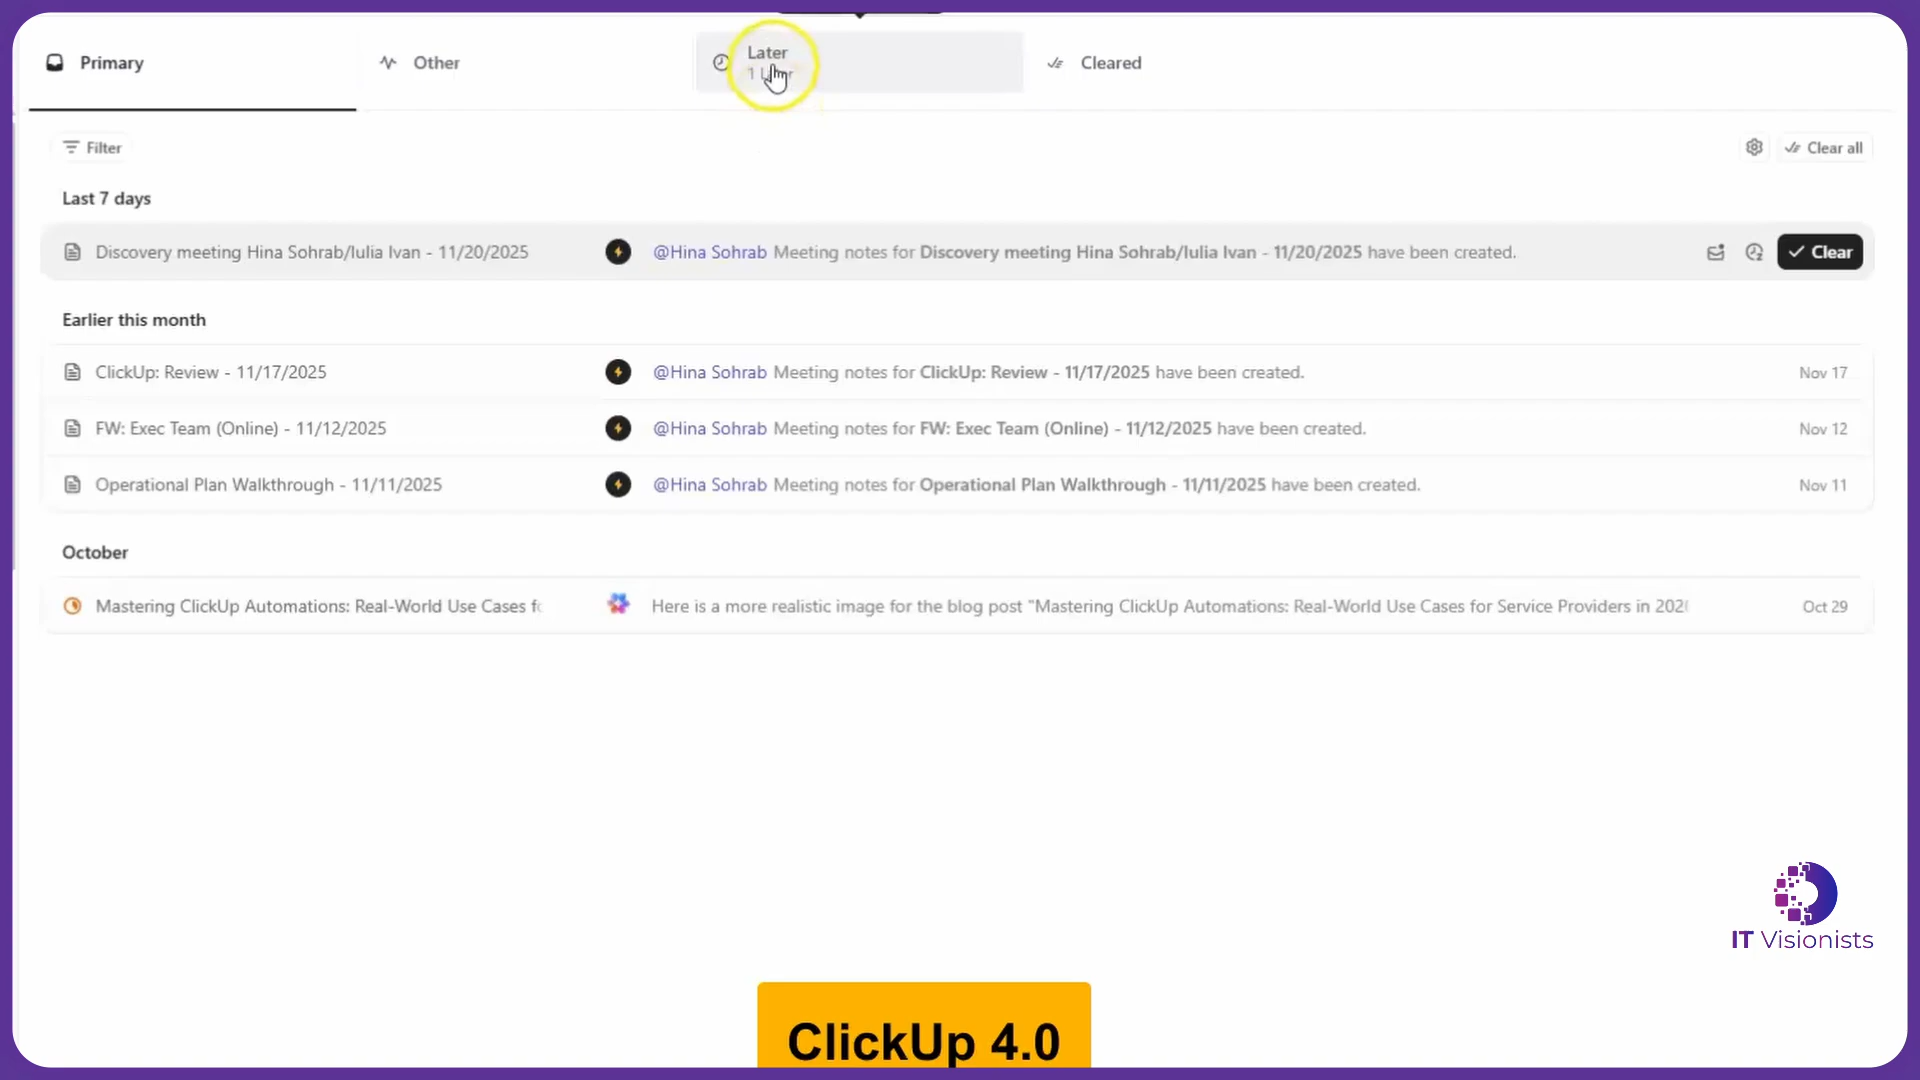 Primary
Other
Later
1
Cleared
Filter
Clear all
Last 7 days
Discovery meeting Hina Sohrab/Iulia Ivan - 11/20/2025
@Hina Sohrab Meeting notes for Discovery meeting Hina Sohrab/Iulia Ivan - 11/20/2025 have been created.
Clear
Earlier this month
ClickUp: Review - 11/17/2025
@Hina Sohrab Meeting notes for ClickUp: Review - 11/17/2025 have been created.
Nov 17
FW: Exec Team (Online) - 11/12/2025
@Hina Sohrab Meeting notes for FW: Exec Team (Online) - 11/12/2025 have been created.
Nov 12
Operational Plan Walkthrough - 11/11/2025
@Hina Sohrab Meeting notes for Operational Plan Walkthrough - 11/11/2025 have been created.
Nov 11
October
Mastering ClickUp Automations: Real-World Use Cases
Here is a more realistic image for the blog post "Mastering ClickUp Automations: Real-World Use Cases for Service Providers in
Oct 29
IT Visionists
ClickUp 4.0